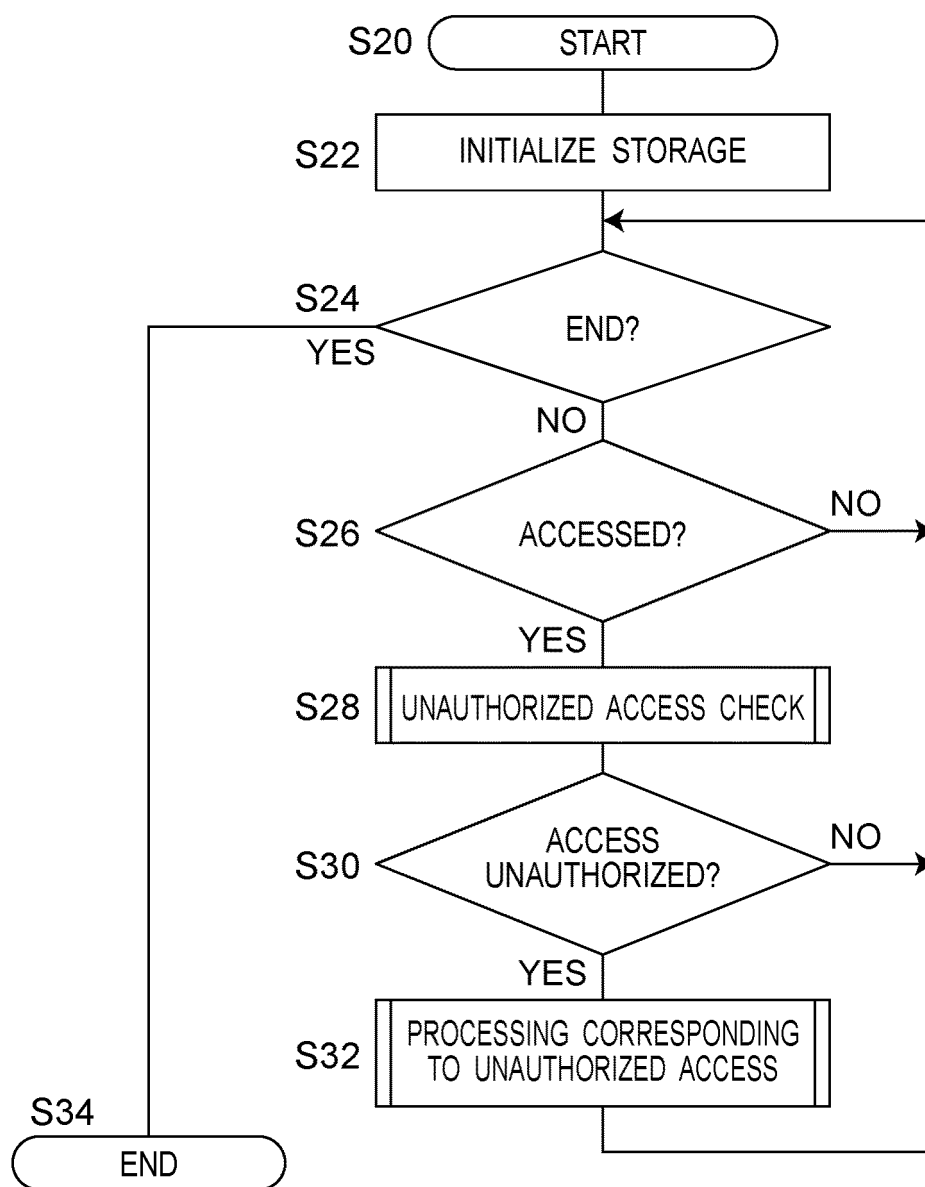 S20
START
S22
INITIALIZE STORAGE
S24
END?
YES
NO
S26
ACCESSED?
NO
YES
S28
UNAUTHORIZED ACCESS CHECK
S30
ACCESS
UNAUTHORIZED?
NO
YES
S32
PROCESSING CORRESPONDING
TO UNAUTHORIZED ACCESS
S34
END